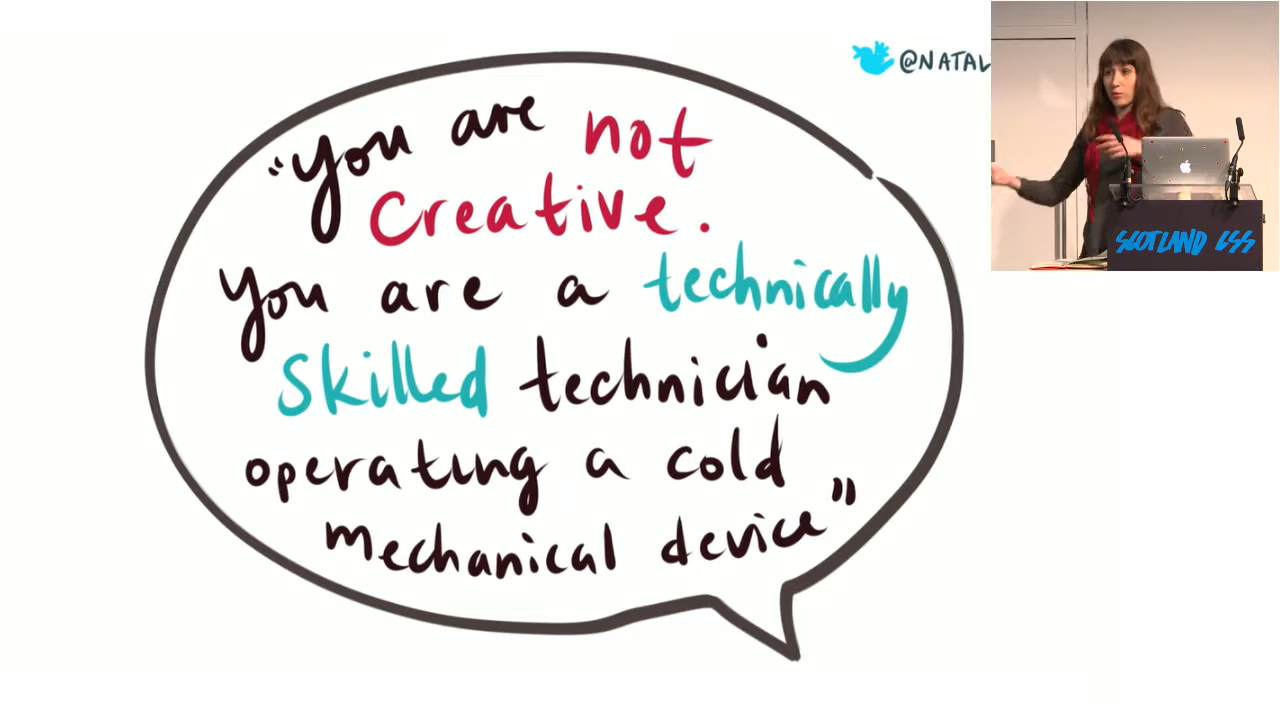 @NATAL
"You are not
Creative.
You are a technically
Skilled technician
operating a cold
mechanical device"
SCOTLAND CSS